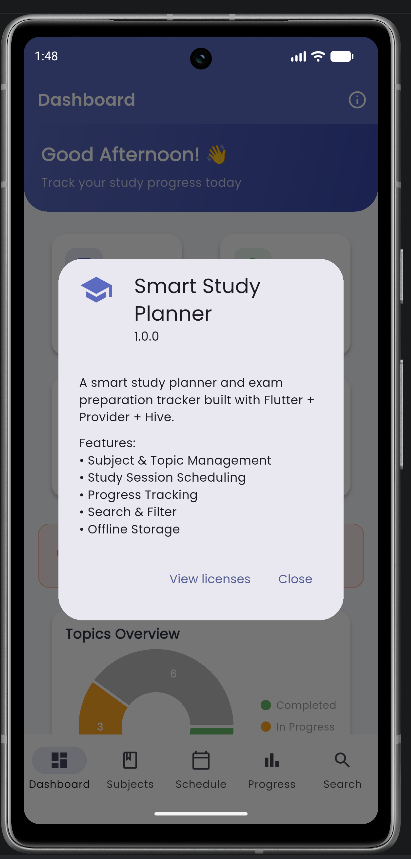 1:48
Dashboard
Good Afternoon! 👋
Track your study progress today
Smart Study
Planner
1.0.0
A smart study planner and exam
preparation tracker built with Flutter +
Provider + Hive.
Features:
• Subject & Topic Management
• Study Session Scheduling
• Progress Tracking
• Search & Filter
• Offline Storage
View licenses Close
Topics Overview
6
3
Completed
In Progress
Dashboard Subjects Schedule Progress Search